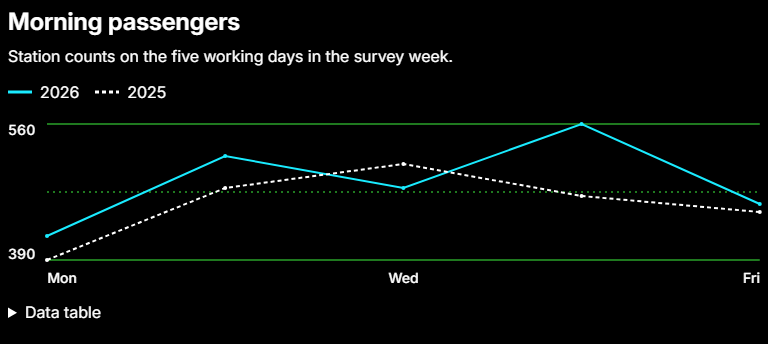 Morning passengers
Station counts on the five working days in the survey week.
2026 2025
560
390
Mon Wed Fri
Data table